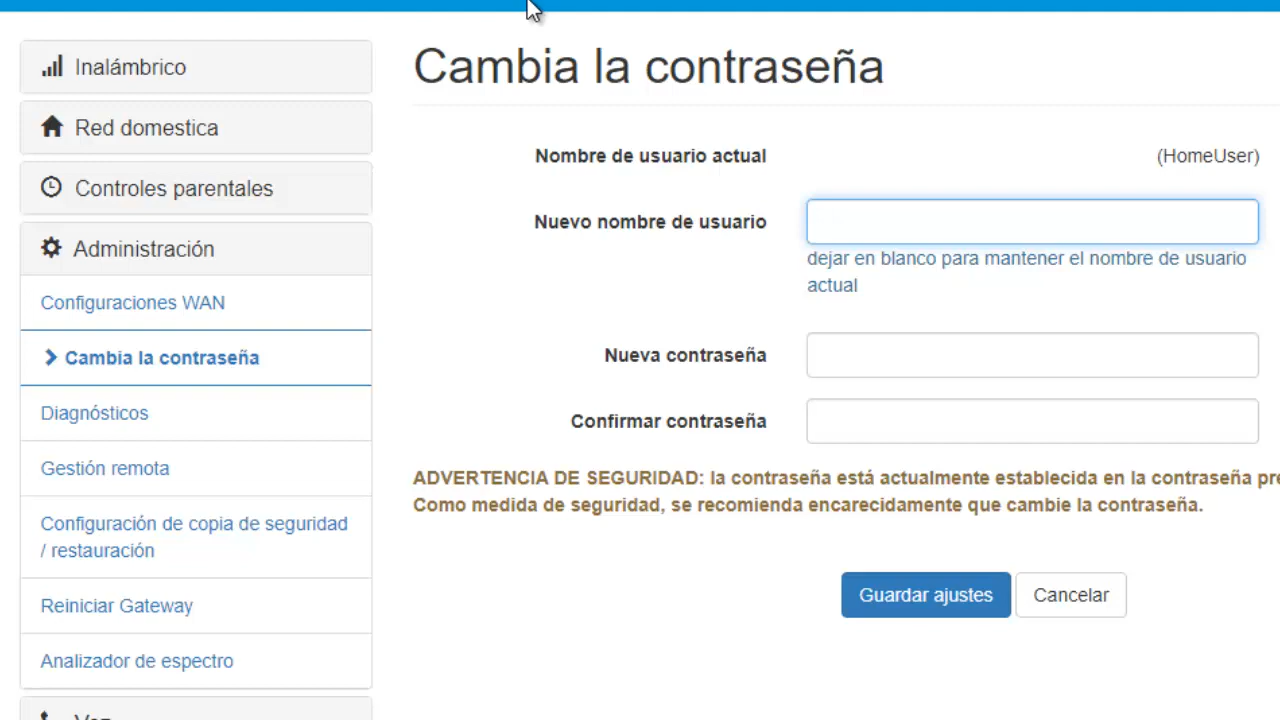 Inalámbrico
Red domestica
Controles parentales
Administración
Configuraciones WAN
Cambia la contraseña
Diagnósticos
Gestión remota
Configuración de copia de seguridad
/ restauración
Reiniciar Gateway
Analizador de espectro
Cambia la contraseña
Nombre de usuario actual
(HomeUser)
Nuevo nombre de usuario
dejar en blanco para mantener el nombre de usuario
actual
Nueva contraseña
Confirmar contraseña
ADVERTENCIA DE SEGURIDAD: la contraseña está actualmente establecida en la contraseña
Como medida de seguridad, se recomienda encarecidamente que cambie la contraseña.
Guardar ajustes
Cancelar